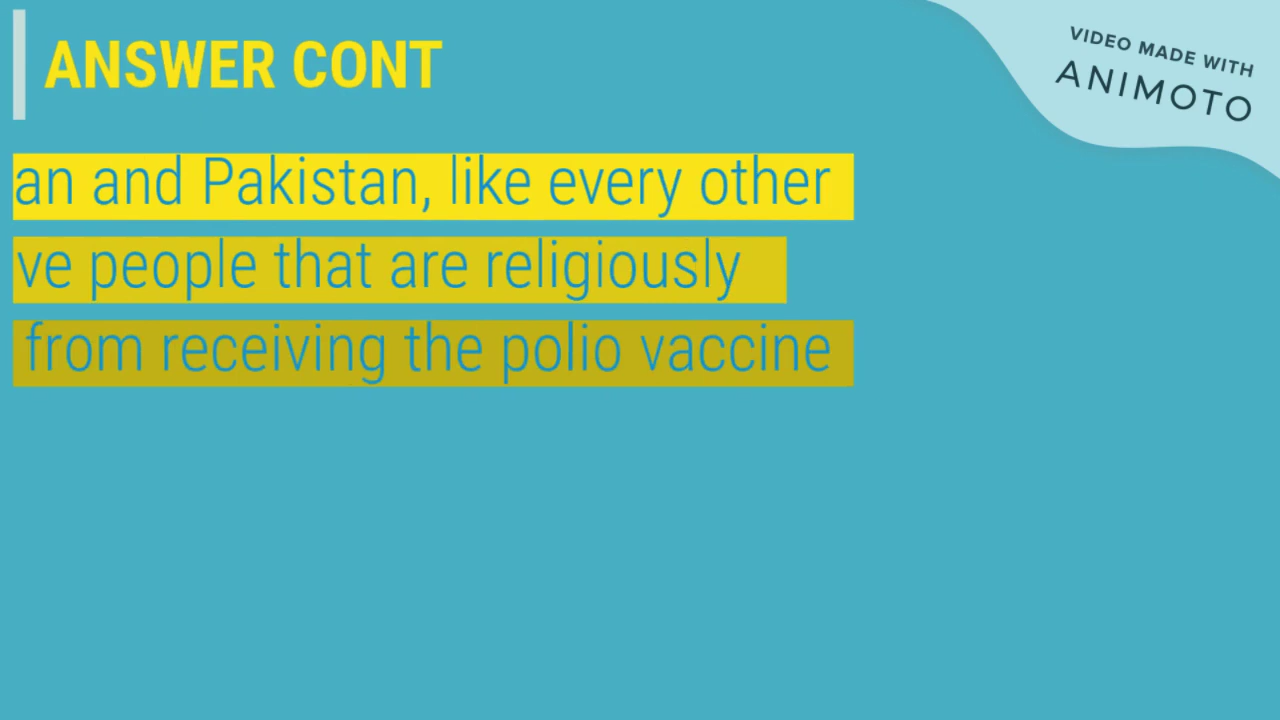 ANSWER CONT
VIDEO MADE WITH
ANIMOTO
an and Pakistan, like every other
ve people that are religiously
from receiving the polio vaccine